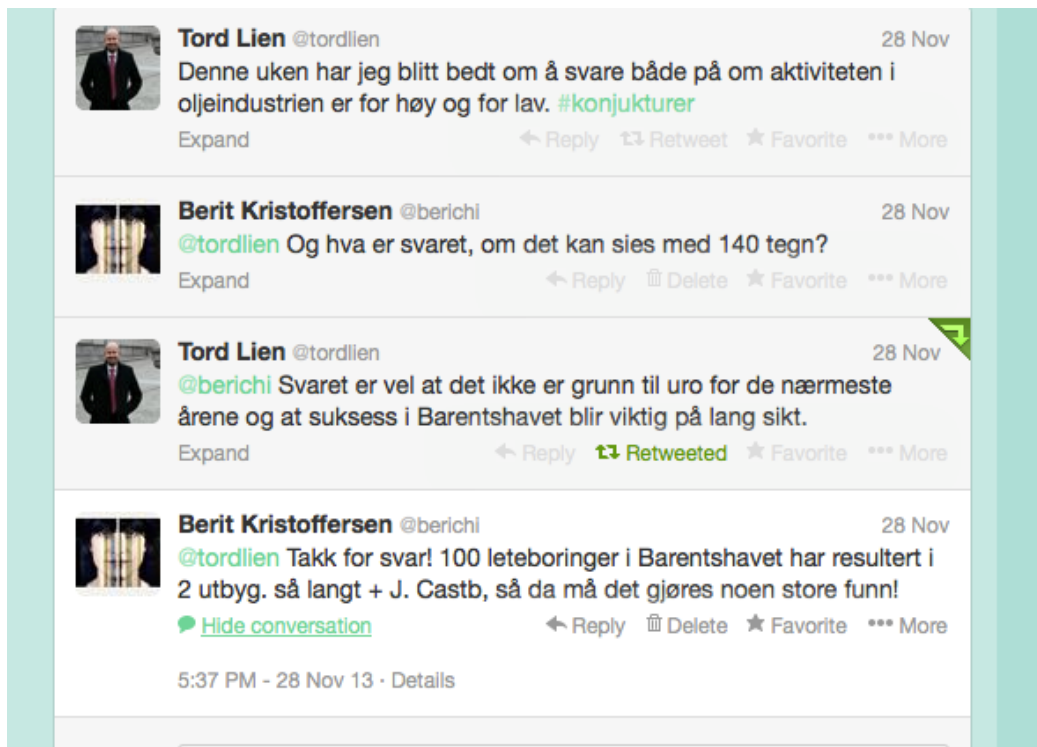 Tord Lien @tordlien 28 Nov
Denne uken har jeg blitt bedt om å svare både på om aktiviteten i
oljeindustrien er for høy og for lav. #konjukturer
Expand Reply Retweet Favorite More
Berit Kristoffersen @berichi 28 Nov
@tordlien Og hva er svaret, om det kan sies med 140 tegn?
Expand Reply Delete Favorite More
Tord Lien @tordlien 28 Nov
@berichi Svaret er vel at det ikke er grunn til uro for de nærmeste
årene og at suksess i Barentshavet blir viktig på lang sikt.
Expand Reply Retweeted Favorite More
Berit Kristoffersen @berichi 28 Nov
@tordlien Takk for svar! 100 leteboringer i Barentshavet har resultert i
2 utbyg. så langt + J. Castb, så da må det gjøres noen store funn!
Hide conversation Reply Delete Favorite More
5:37 PM - 28 Nov 13 · Details